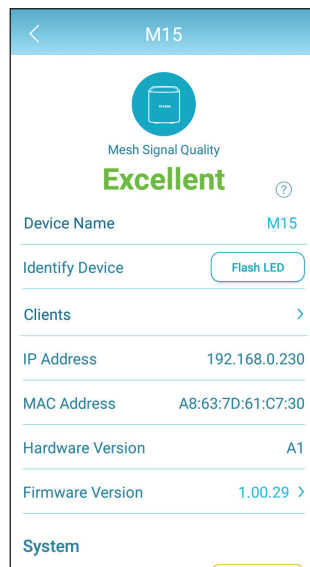 M15
D-Link
Mesh Signal Quality
Excellent
?
Device Name M15
Identify Device Flash LED
Clients
IP Address 192.168.0.230
MAC Address A8:63:7D:61:C7:30
Hardware Version A1
Firmware Version 1.00.29
System